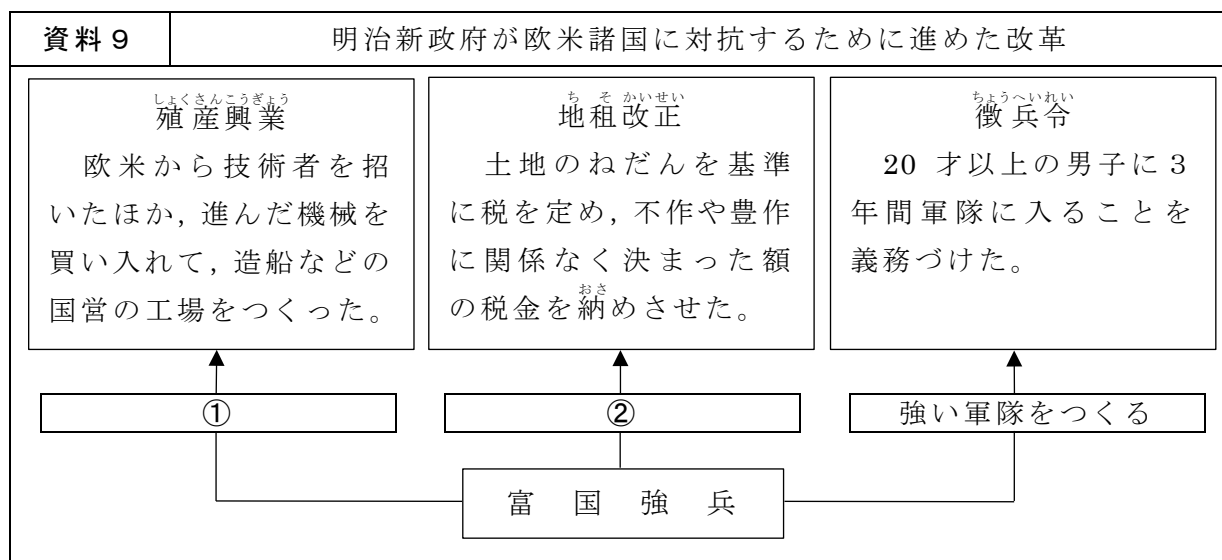 資料９ 明治新政府が欧米諸国に対抗するために進めた改革
しょくさんこうぎょう
殖産興業
欧米から技術者を招
いたほか，進んだ機械を
買い入れて，造船などの
国営の工場をつくった。
ちそかいせい
地租改正
土地のねだんを基準
に税を定め，不作や豊作
に関係なく決まった額
おさ
の税金を納めさせた。
ちょうへいれい
徴兵令
20 才以上の男子に３
年間軍隊に入ることを
義務づけた。
①
②
強い軍隊をつくる
富国強兵